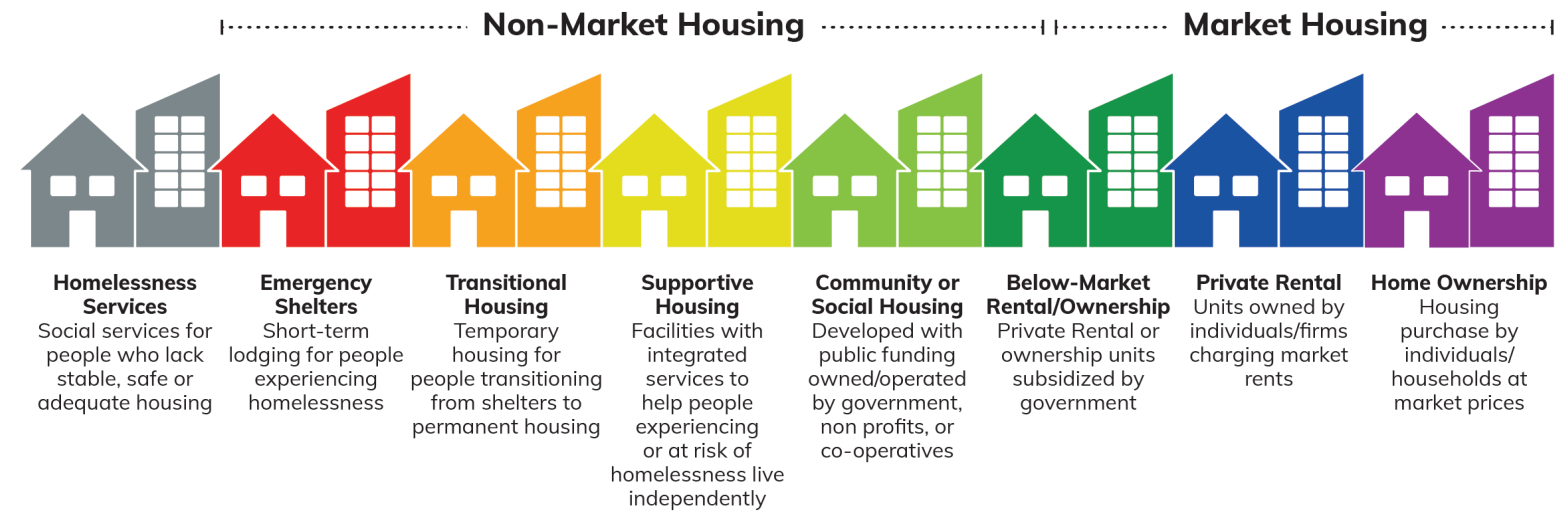 Non-Market Housing
Market Housing
Homelessness
Services
Social services for
people who lack
stable, safe or
adequate housing
Emergency
Shelters
Short-term
lodging for people
experiencing
homelessness
Transitional
Housing
Temporary
housing for
people transitioning
from shelters to
permanent housing
Supportive
Housing
Facilities with
integrated
services to
help people
experiencing
or at risk of
homelessness live
independently
Community or
Social Housing
Developed with
public funding
owned/operated
by government,
non profits, or
co-operatives
Below-Market
Rental/Ownership
Private Rental or
ownership units
subsidized by
government
Private Rental
Units owned by
individuals/firms
charging market
rents
Home Ownership
Housing
purchase by
individuals/
households at
market prices